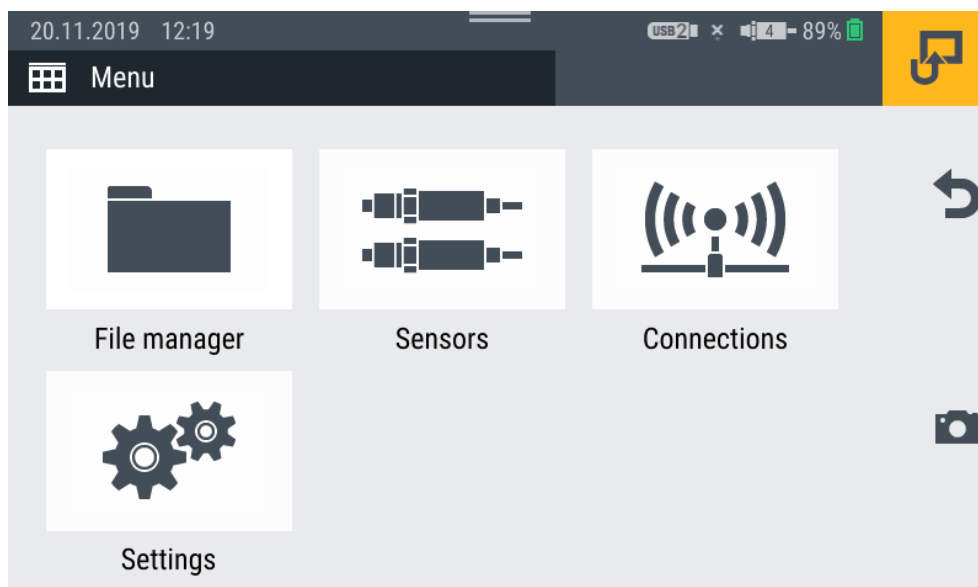 20.11.2019 12:19 USB2 4 89%
Menu
File manager Sensors Connections
Settings